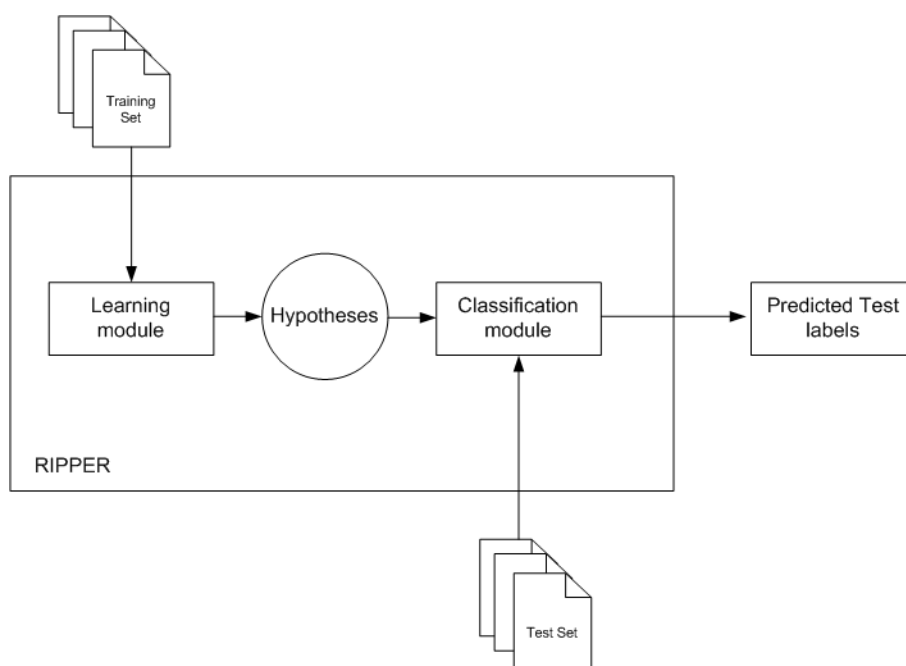 Training
Set
Learning
module
Hypotheses
Classification
module
Predicted Test
labels
RIPPER
Test Set